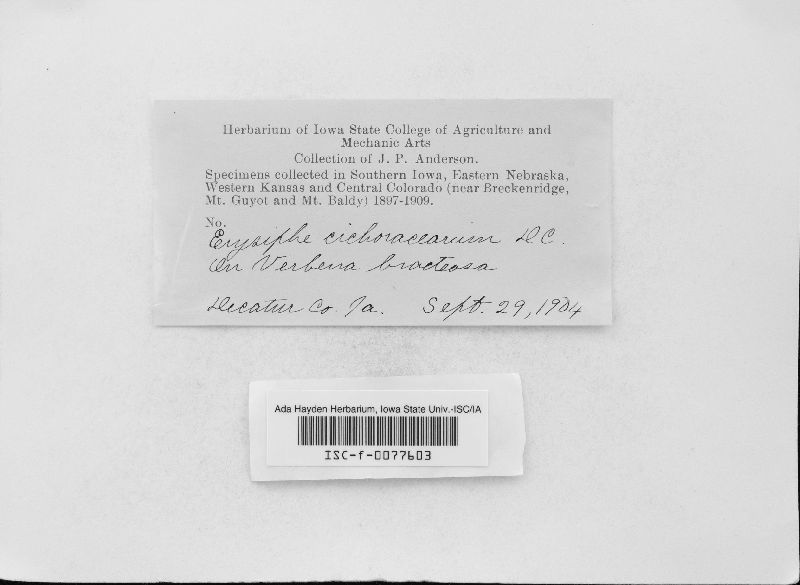 Herbarium of Iowa State College of Agriculture and
Mechanic Arts
Collection of J. P. Anderson.
Specimens collected in Southern Iowa, Eastern Nebraska,
Western Kansas and Central Colorado (near Breckenridge,
Mt. Guyot and Mt. Baldy) 1897-1909.
No.
Erysiphe cichoracearum DC.
On Verbena bracteosa
Decatur Co. Ia. Sept. 29, 1904
Ada Hayden Herbarium, Iowa State Univ.-ISC/IA
ISC-f-0077603